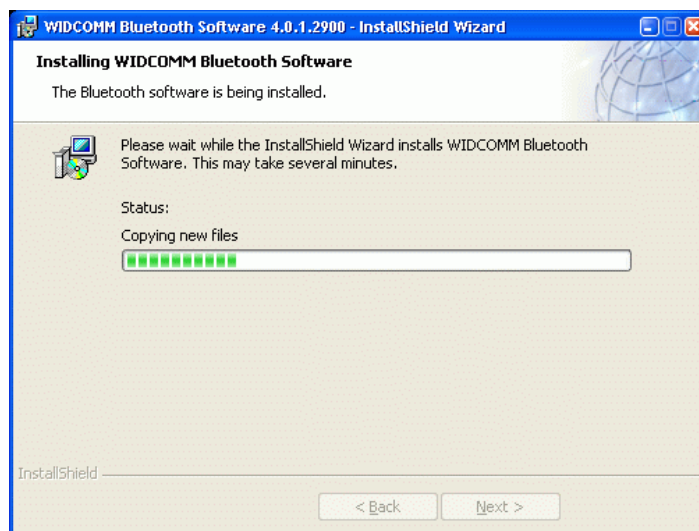 WIDCOMM Bluetooth Software 4.0.1.2900 - InstallShield Wizard
Installing WIDCOMM Bluetooth Software
The Bluetooth software is being installed.
Please wait while the InstallShield Wizard installs WIDCOMM Bluetooth
Software. This may take several minutes.
Status:
Copying new files
InstallShield
< Back Next >